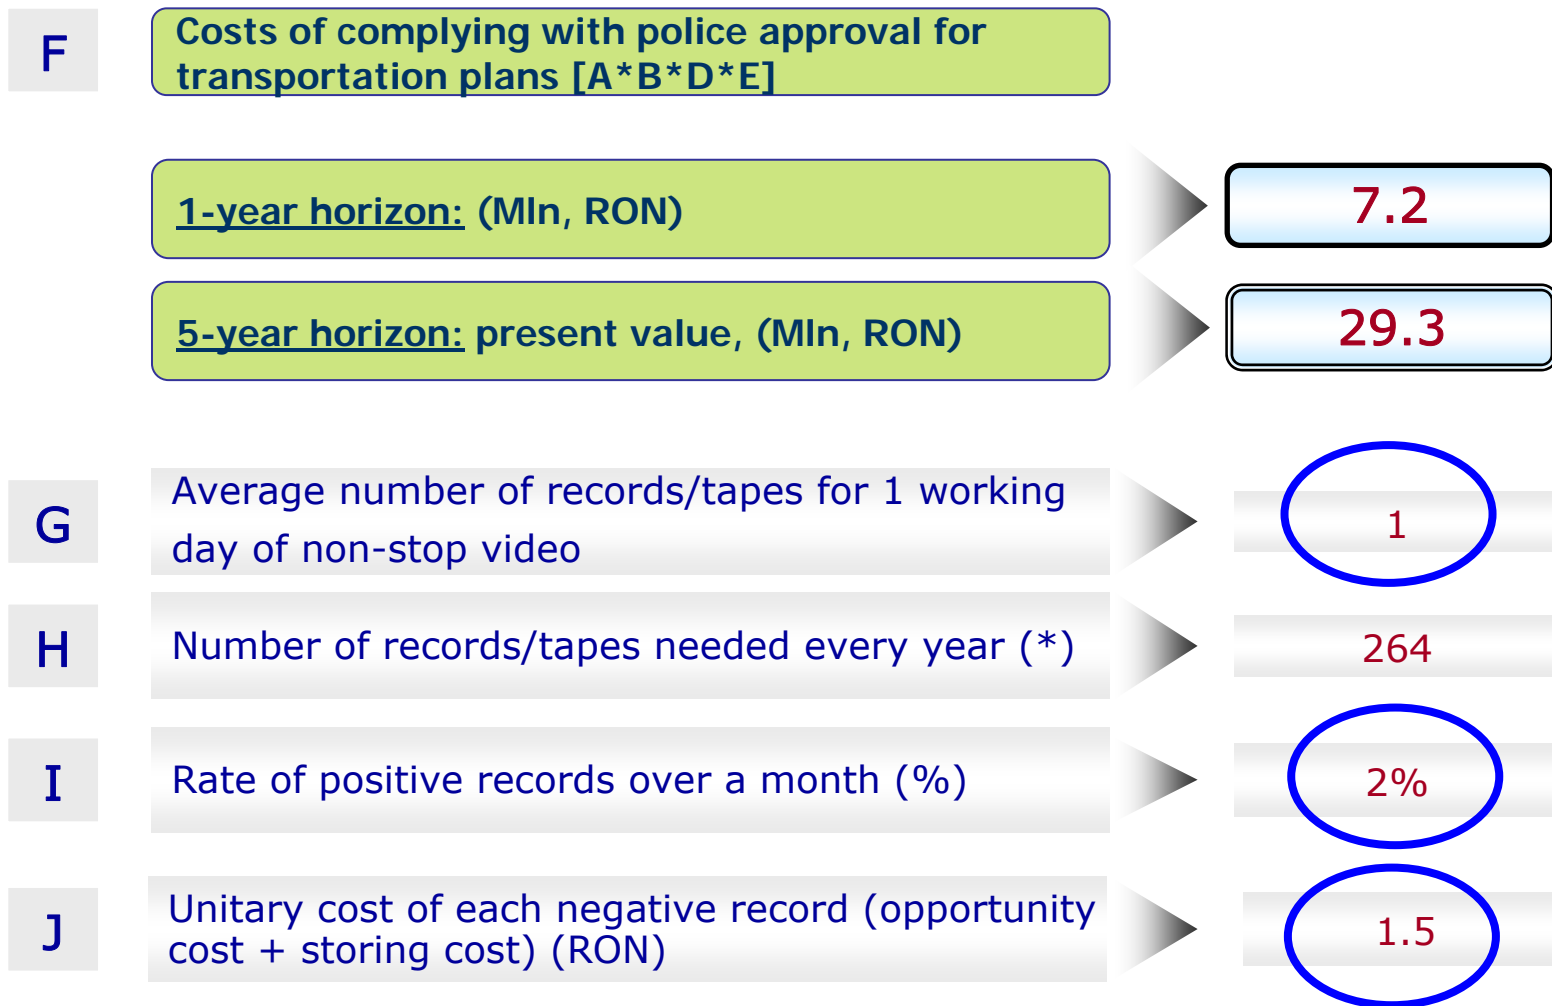 F
Costs of complying with police approval for
transportation plans [A*B*D*E]
1-year horizon: (Mln, RON)
7.2
5-year horizon: present value, (Mln, RON)
29.3
G
Average number of records/tapes for 1 working
day of non-stop video
1
H
Number of records/tapes needed every year (*)
264
I
Rate of positive records over a month (%)
2%
J
Unitary cost of each negative record (opportunity
cost + storing cost) (RON)
1.5